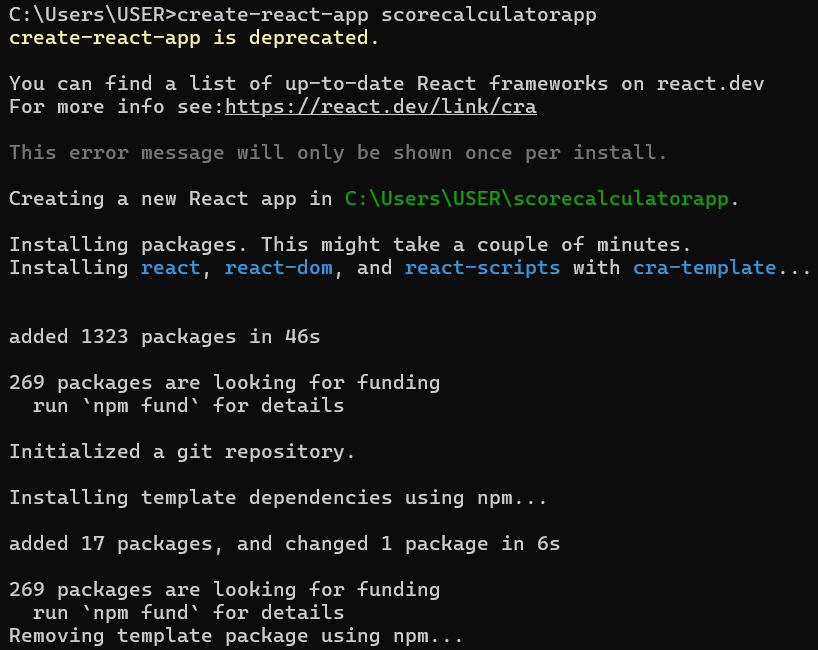 C:\Users\USER>create-react-app scorecalculatorapp
create-react-app is deprecated.
You can find a list of up-to-date React frameworks on react.dev
For more info see:https://react.dev/link/cra
This error message will only be shown once per install.
Creating a new React app in C:\Users\USER\scorecalculatorapp.
Installing packages. This might take a couple of minutes.
Installing react, react-dom, and react-scripts with cra-template...
added 1323 packages in 46s
269 packages are looking for funding
  run `npm fund` for details
Initialized a git repository.
Installing template dependencies using npm...
added 17 packages, and changed 1 package in 6s
269 packages are looking for funding
  run `npm fund` for details
Removing template package using npm...